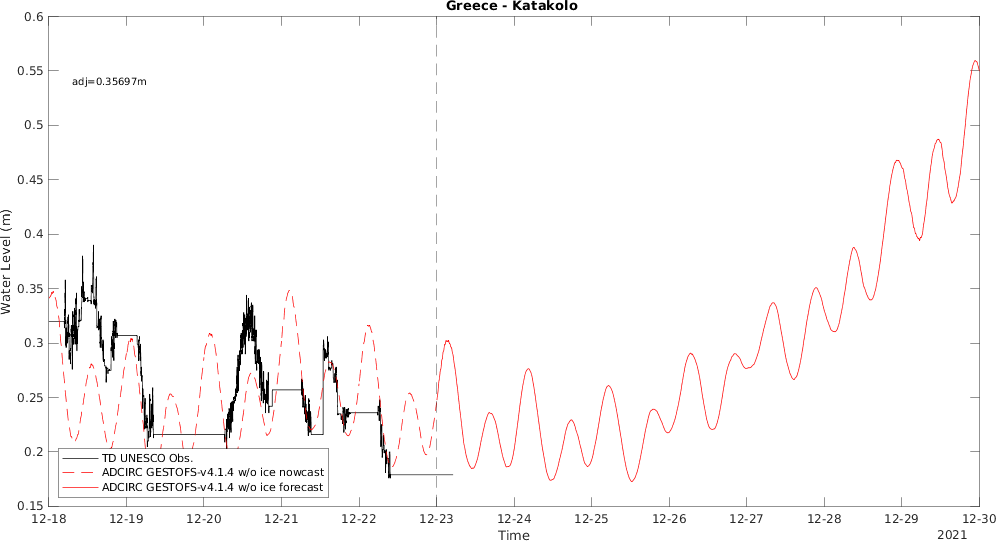 Greece - Katakolo
0.6
0.55
0.5
0.45
0.4
0.35
0.3
0.25
0.2
0.15
Water Level (m)
adj=0.35697m
TD UNESCO Obs.
ADCIRC GESTOFS-v4.1.4 w/o ice nowcast
ADCIRC GESTOFS-v4.1.4 w/o ice forecast
12-18 12-19 12-20 12-21 12-22 12-23 12-24 12-25 12-26 12-27 12-28 12-29 12-30
Time
2021